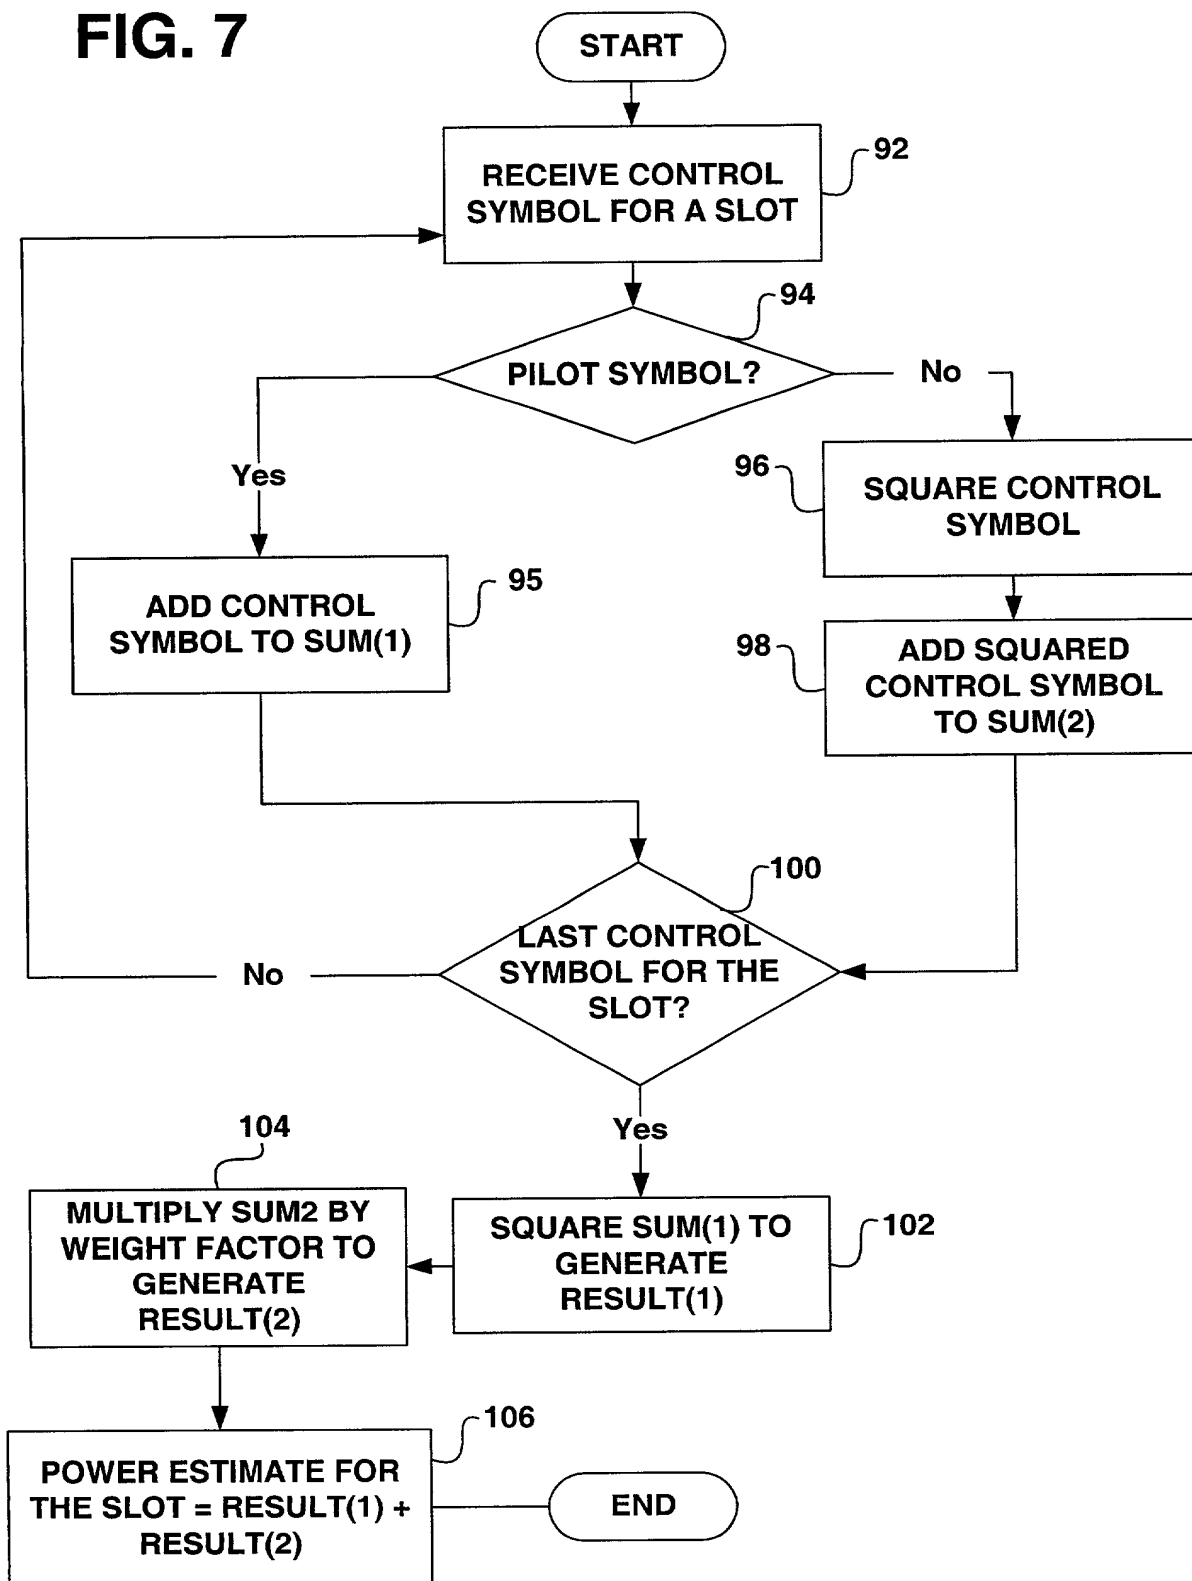 FIG. 7
START
RECEIVE CONTROL
SYMBOL FOR A SLOT
92
94
PILOT SYMBOL?
No
Yes
96
SQUARE CONTROL
SYMBOL
ADD CONTROL
SYMBOL TO SUM(1)
95
98
ADD SQUARED
CONTROL SYMBOL
TO SUM(2)
100
LAST CONTROL
SYMBOL FOR THE
SLOT?
No
Yes
104
MULTIPLY SUM2 BY
WEIGHT FACTOR TO
GENERATE
RESULT(2)
SQUARE SUM(1) TO
GENERATE
RESULT(1)
102
106
POWER ESTIMATE FOR
THE SLOT = RESULT(1) +
RESULT(2)
END